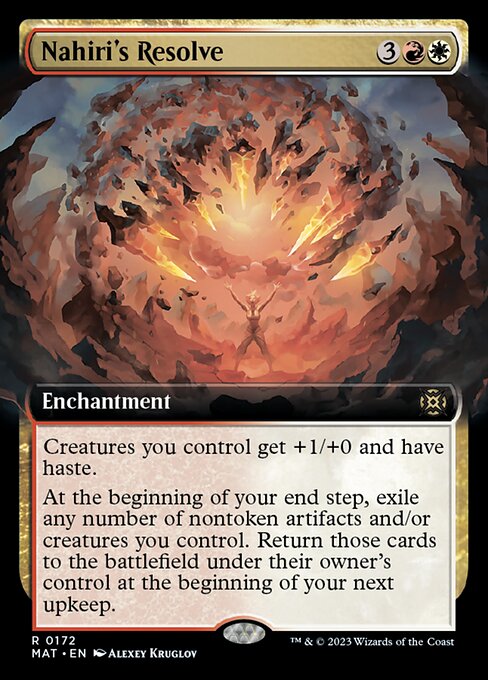 Nahiri's Resolve 3
Enchantment
Creatures you control get +1/+0 and have
haste.
At the beginning of your end step, exile
any number of nontoken artifacts and/or
creatures you control. Return those cards
to the battlefield under their owner's
control at the beginning of your next
upkeep.
R 0172
MAT • EN Alexey Kruglov
™ & © 2023 Wizards of the Coast